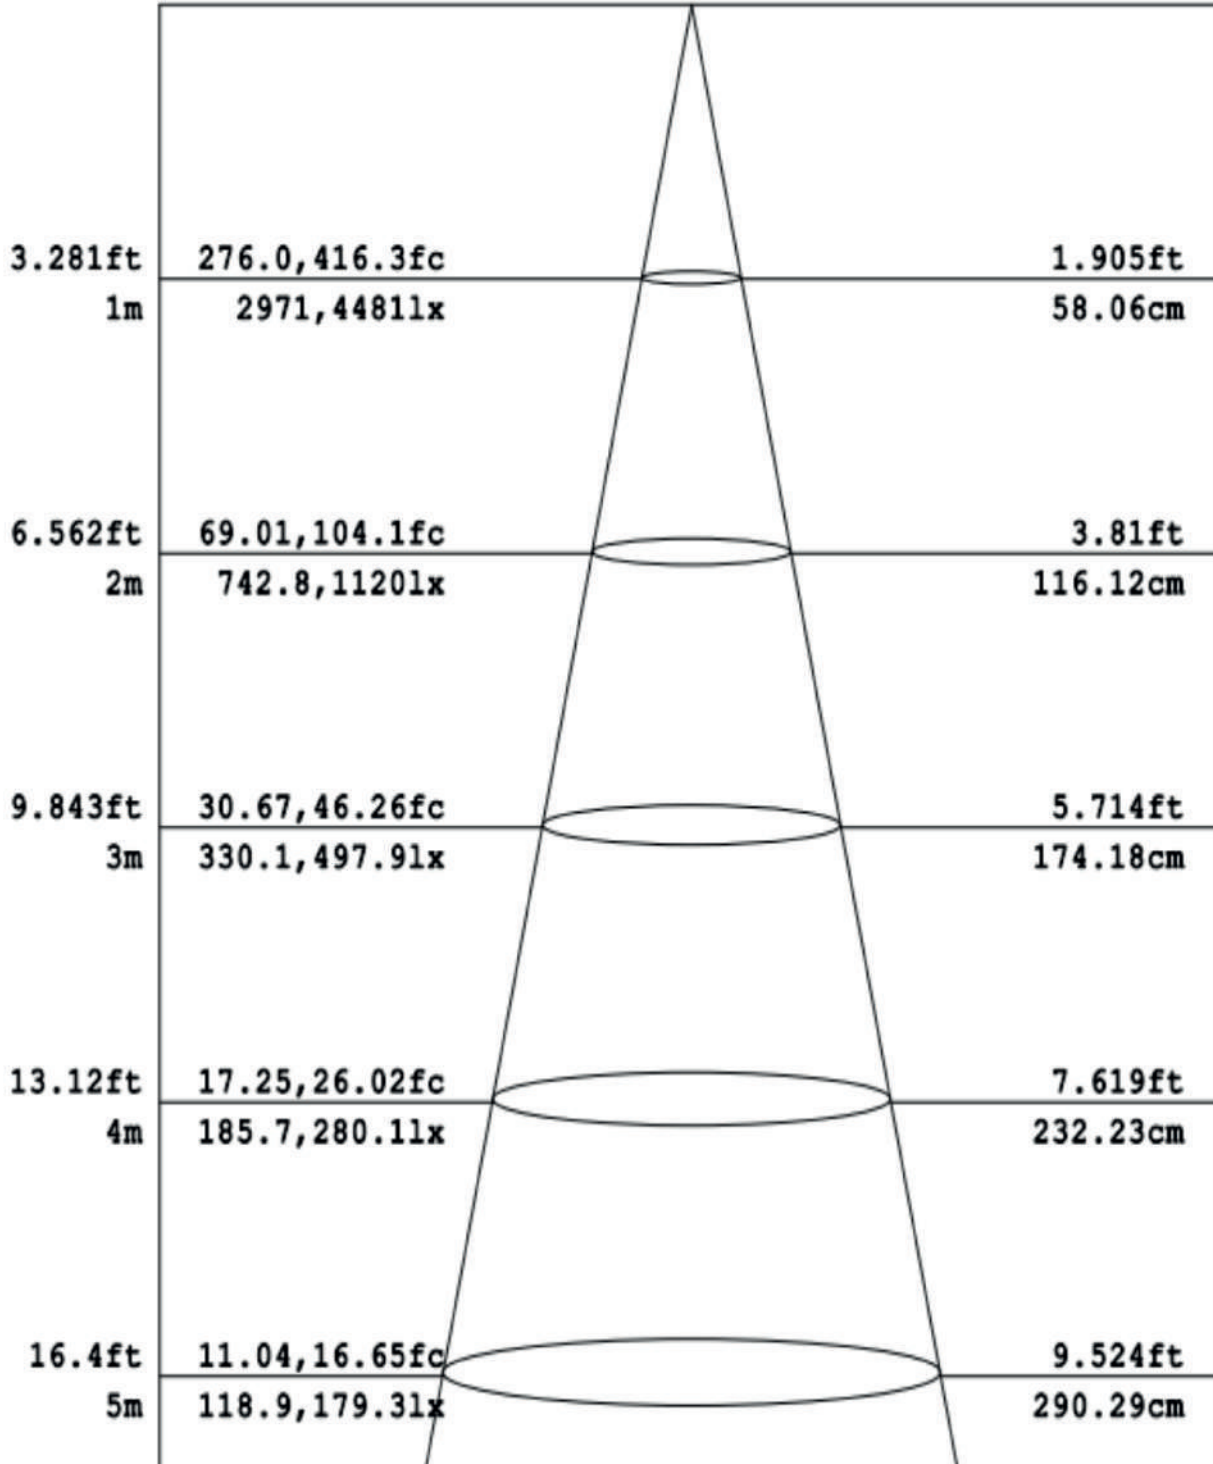 3.281ft 276.0,416.3fc 1.905ft
1m 2971,4481lx 58.06cm
6.562ft 69.01,104.1fc 3.81ft
2m 742.8,1120lx 116.12cm
9.843ft 30.67,46.26fc 5.714ft
3m 330.1,497.9lx 174.18cm
13.12ft 17.25,26.02fc 7.619ft
4m 185.7,280.1lx 232.23cm
16.4ft 11.04,16.65fc 9.524ft
5m 118.9,179.3lx 290.29cm